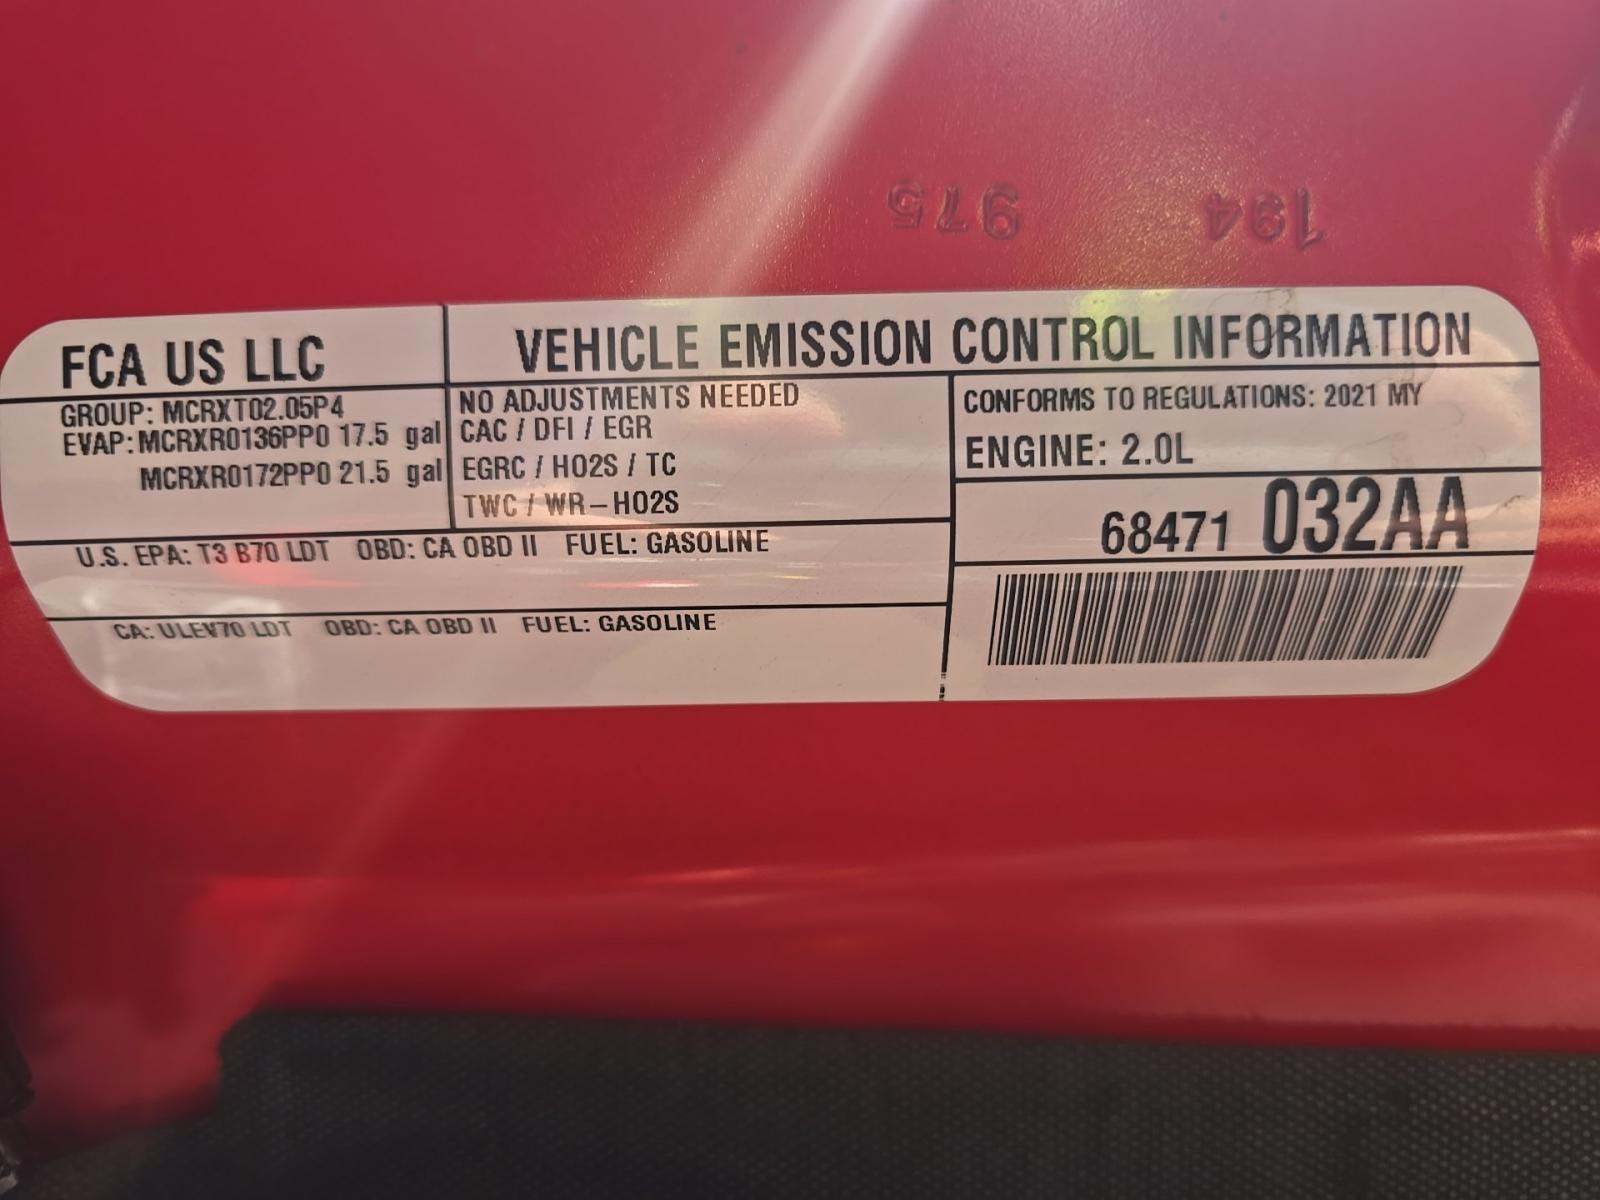 975 194
FCA US LLC
VEHICLE EMISSION CONTROL INFORMATION
GROUP: MCRXT02.05P4
EVAP: MCRXR0136PP0 17.5 gal
MCRXR0172PP0 21.5 gal
NO ADJUSTMENTS NEEDED
CAC / DFI / EGR
EGRC / HO2S / TC
TWC / WR-HO2S
CONFORMS TO REGULATIONS: 2021 MY
ENGINE: 2.0L
68471 032AA
U.S. EPA: T3 B70 LDT OBD: CA OBD II FUEL: GASOLINE
CA: ULEV70 LDT OBD: CA OBD II FUEL: GASOLINE